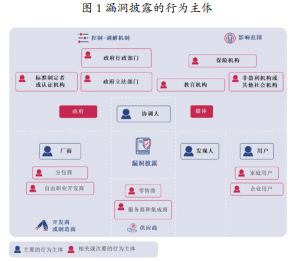 图 1 漏洞披露的行为主体
控制-调解机制
影响范围
政府行政部门
保险机构
标准制定者
或认证机构
政府立法部门
教育机构
非盈利机构或
其他社会机构
政府
协调人
媒体
厂商
漏洞披露
发现人
用户
分包商
自由职业开发商
零售商
服务商和集成商
家庭用户
企业用户
开发商
或制造商
供应商
主要的行为主体
相关或次要的行为主体